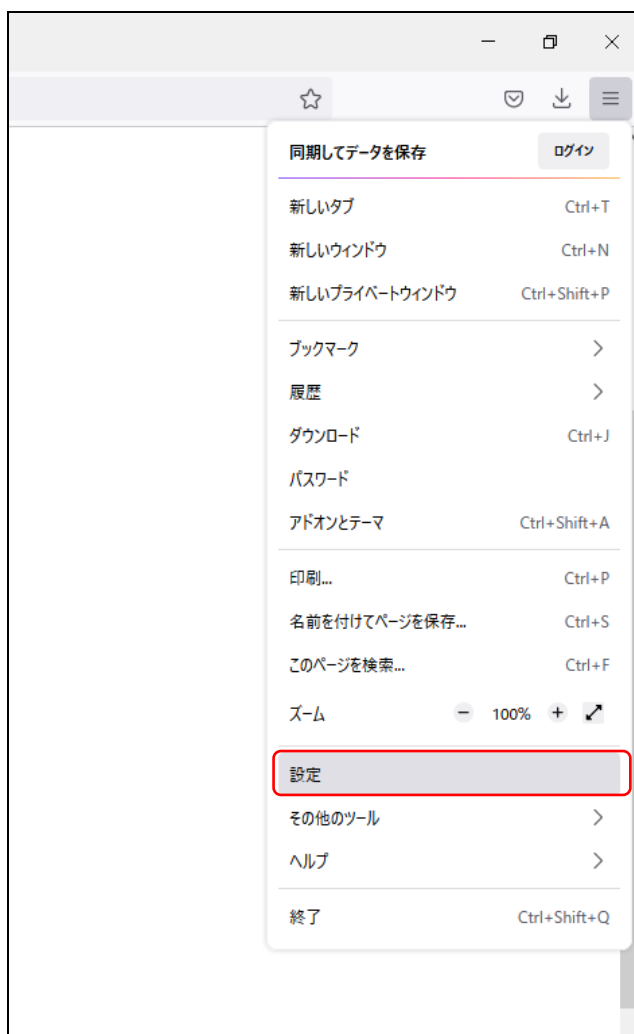 同期してデータを保存 ログイン
新しいタブ Ctrl+T
新しいウィンドウ Ctrl+N
新しいプライベートウィンドウ Ctrl+Shift+P
ブックマーク
履歴
ダウンロード Ctrl+J
パスワード
アドオンとテーマ Ctrl+Shift+A
印刷... Ctrl+P
名前を付けてページを保存... Ctrl+S
このページを検索... Ctrl+F
ズーム − 100% +
設定
その他のツール
ヘルプ
終了 Ctrl+Shift+Q